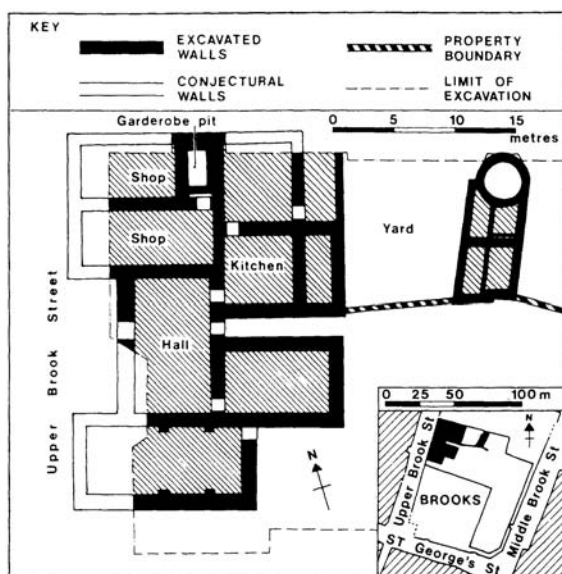 KEY
EXCAVATED
WALLS
PROPERTY
BOUNDARY
CONJECTURAL
WALLS
LIMIT OF
EXCAVATION
Garderobe pit
0 5 10 15
metres
Shop
Shop
Yard
Kitchen
Hall
Upper Brook Street
N
0 25 50 100 m
N
Upper Brook St
BROOKS
Middle Brook St
ST George's St